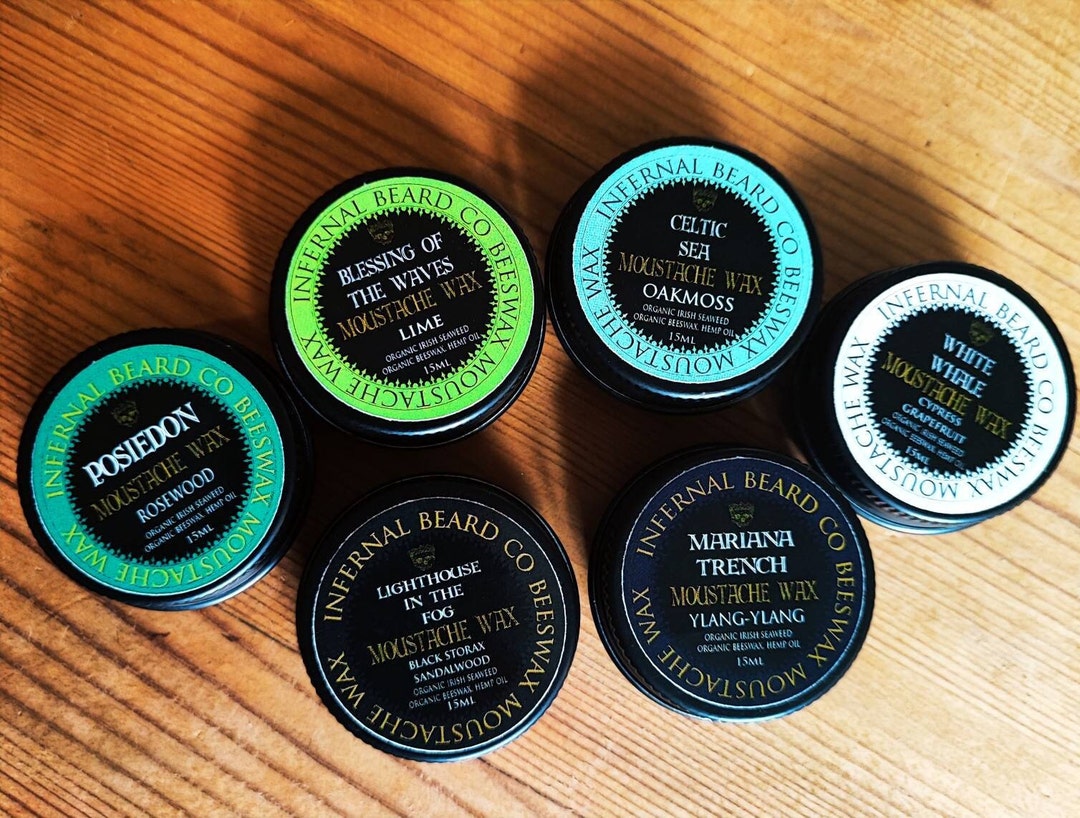 INFERNAL BEARD CO BEESWAX MOUSTACHE WAX
BLESSING OF
THE WAVES
MOUSTACHE WAX
LIME
ORGANIC IRISH SEAWEED
ORGANIC BEESWAX, HEMP OIL
15ML
INFERNAL BEARD CO BEESWAX MOUSTACHE WAX
CELTIC
SEA
MOUSTACHE WAX
OAKMOSS
ORGANIC IRISH SEAWEED
ORGANIC BEESWAX, HEMP OIL
15ML
INFERNAL BEARD CO BEESWAX MOUSTACHE WAX
WHITE
WHALE
MOUSTACHE WAX
CYPRESS
GRAPEFRUIT
ORGANIC IRISH SEAWEED
ORGANIC BEESWAX, HEMP OIL
15ML
INFERNAL BEARD CO BEESWAX MOUSTACHE WAX
POSIEDON
MOUSTACHE WAX
ROSEWOOD
ORGANIC IRISH SEAWEED
ORGANIC BEESWAX, HEMP OIL
15ML
INFERNAL BEARD CO BEESWAX MOUSTACHE WAX
LIGHTHOUSE
IN THE
FOG
MOUSTACHE WAX
BLACK STORAX
SANDALWOOD
ORGANIC IRISH SEAWEED
ORGANIC BEESWAX, HEMP OIL
15ML
INFERNAL BEARD CO BEESWAX MOUSTACHE WAX
MARIANA
TRENCH
MOUSTACHE WAX
YLANG-YLANG
ORGANIC IRISH SEAWEED
ORGANIC BEESWAX, HEMP OIL
15ML